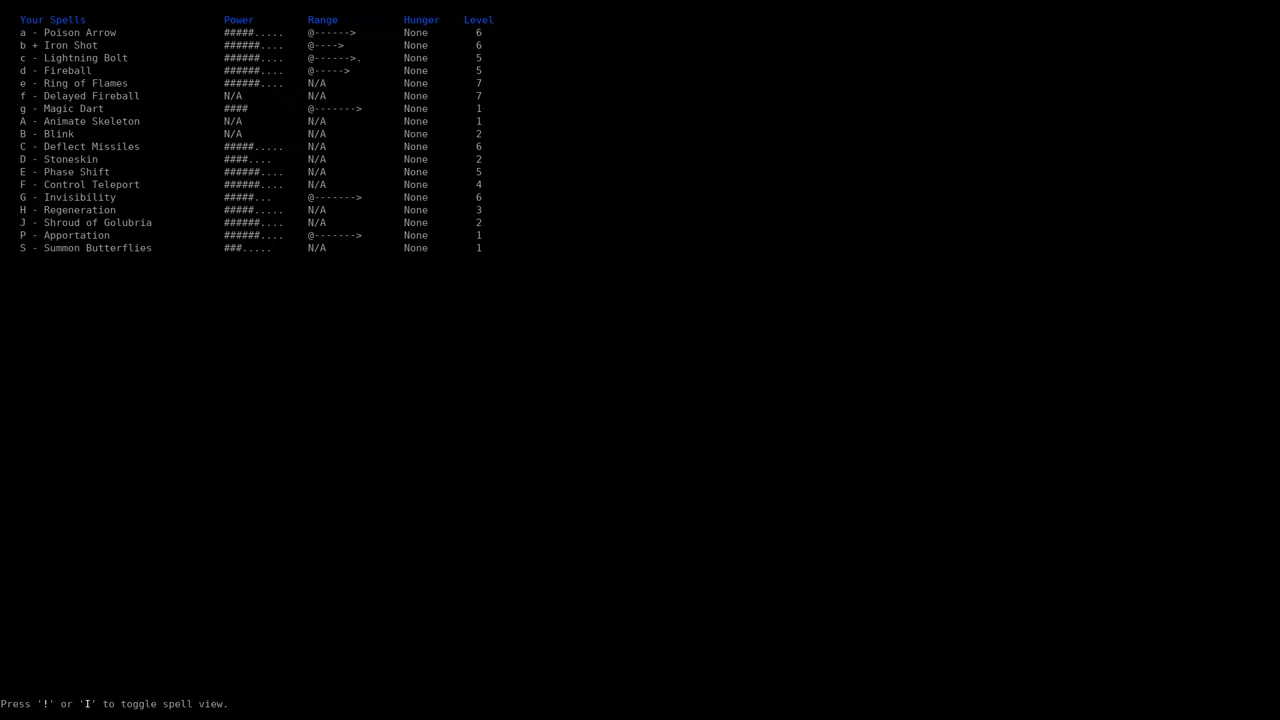 Your Spells Power Range Hunger Level
a - Poison Arrow #####..... @------> None 6
b + Iron Shot ######.... @----> None 6
c - Lightning Bolt ######.... @------>. None 5
d - Fireball ######.... @-----> None 5
e - Ring of Flames ######.... N/A None 7
f - Delayed Fireball N/A N/A None 7
g - Magic Dart #### @-------> None 1
A - Animate Skeleton N/A N/A None 1
B - Blink N/A N/A None 2
C - Deflect Missiles #####..... N/A None 6
D - Stoneskin ####.... N/A None 2
E - Phase Shift ######.... N/A None 5
F - Control Teleport ######.... N/A None 4
G - Invisibility #####... @-------> None 6
H - Regeneration #####..... N/A None 3
J - Shroud of Golubria ######.... N/A None 2
P - Apportation ######.... @-------> None 1
S - Summon Butterflies ###..... N/A None 1
Press '!' or 'I' to toggle spell view.